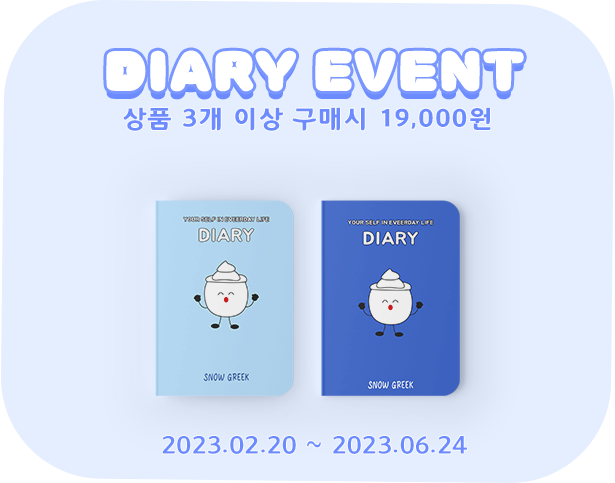 DIARY EVENT
상품 3개 이상 구매시 19,000원
YOUR SELF IN EVEERDAY LIFE
DIARY
SNOW GREEK
YOUR SELF IN EVEERDAY LIFE
DIARY
SNOW GREEK
2023.02.20 ~ 2023.06.24